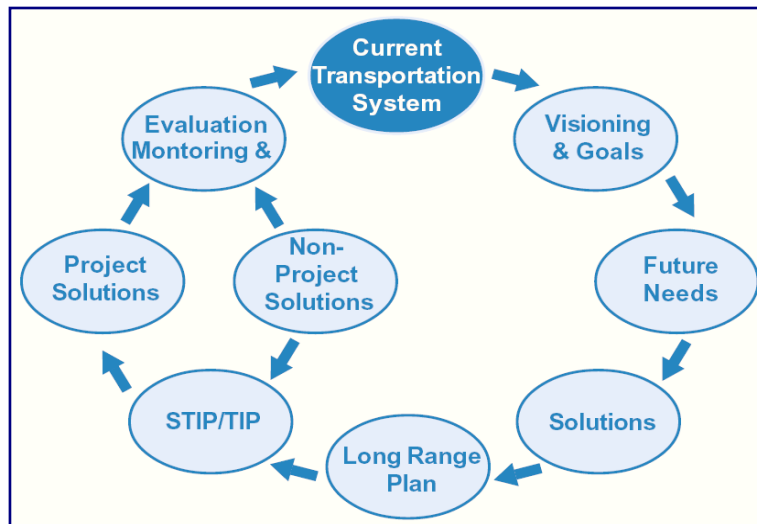 Current
Transportation
System
Visioning
& Goals
Future
Needs
Solutions
Long Range
Plan
STIP/TIP
Project
Solutions
Non-
Project
Solutions
Evaluation
Montoring &